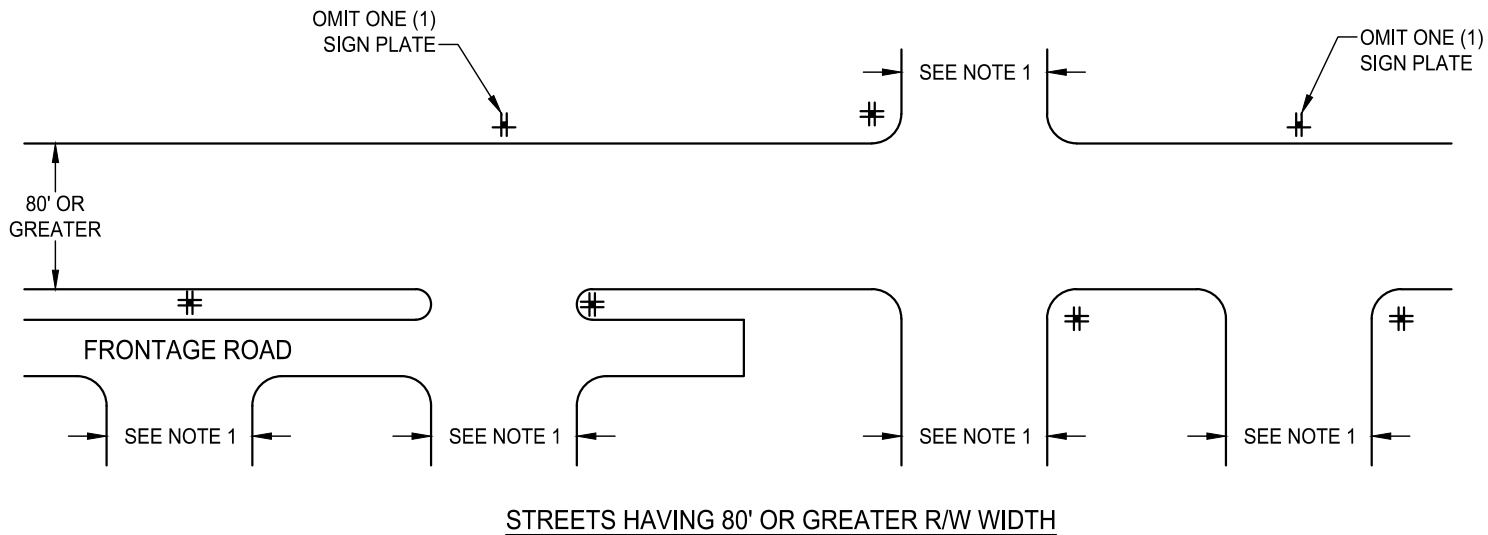 OMIT ONE (1)
SIGN PLATE
SEE NOTE 1
OMIT ONE (1)
SIGN PLATE
80' OR
GREATER
FRONTAGE ROAD
SEE NOTE 1
SEE NOTE 1
SEE NOTE 1
SEE NOTE 1
STREETS HAVING 80' OR GREATER R/W WIDTH